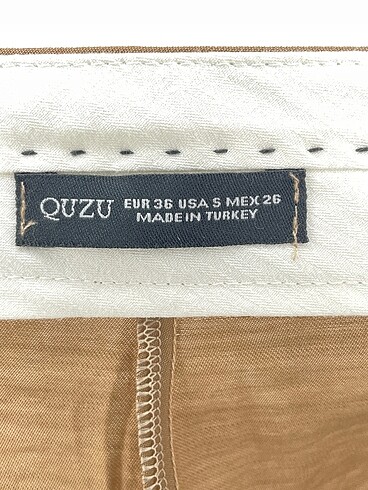 QUZU EUR 36 USA S MEX 26
MADE IN TURKEY